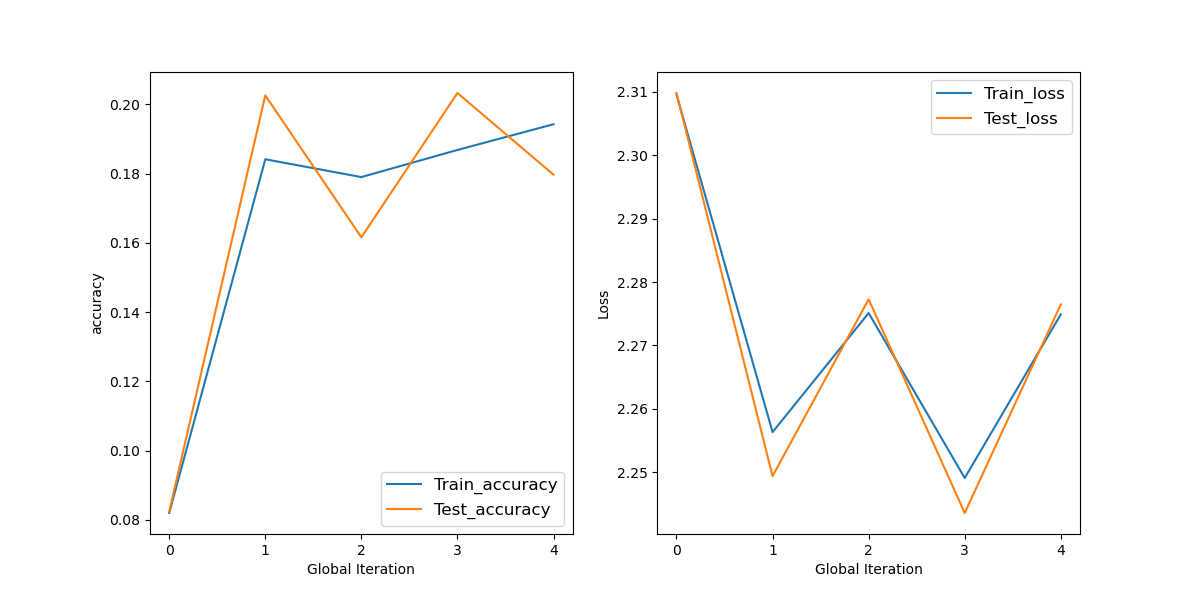 0.20
0.18
0.16
0.14
0.12
0.10
0.08
accuracy
0 1 2 3 4
Global Iteration
Train_accuracy
Test_accuracy
2.31
2.30
2.29
2.28
2.27
2.26
2.25
Loss
0 1 2 3 4
Global Iteration
Train_loss
Test_loss